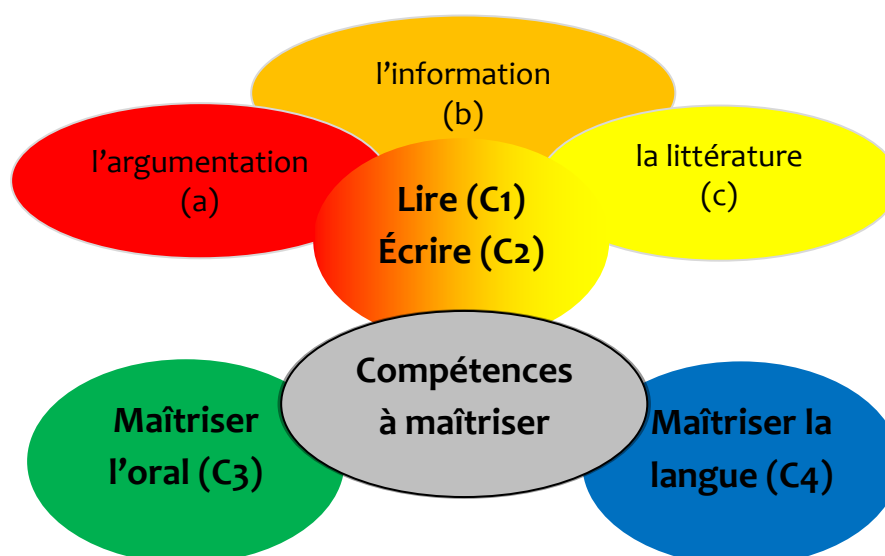 l'information
(b)
l'argumentation
(a)
la littérature
(c)
Lire (C1)
Écrire (C2)
Compétences
à maîtriser
Maîtriser
l'oral (C3)
Maîtriser la
langue (C4)